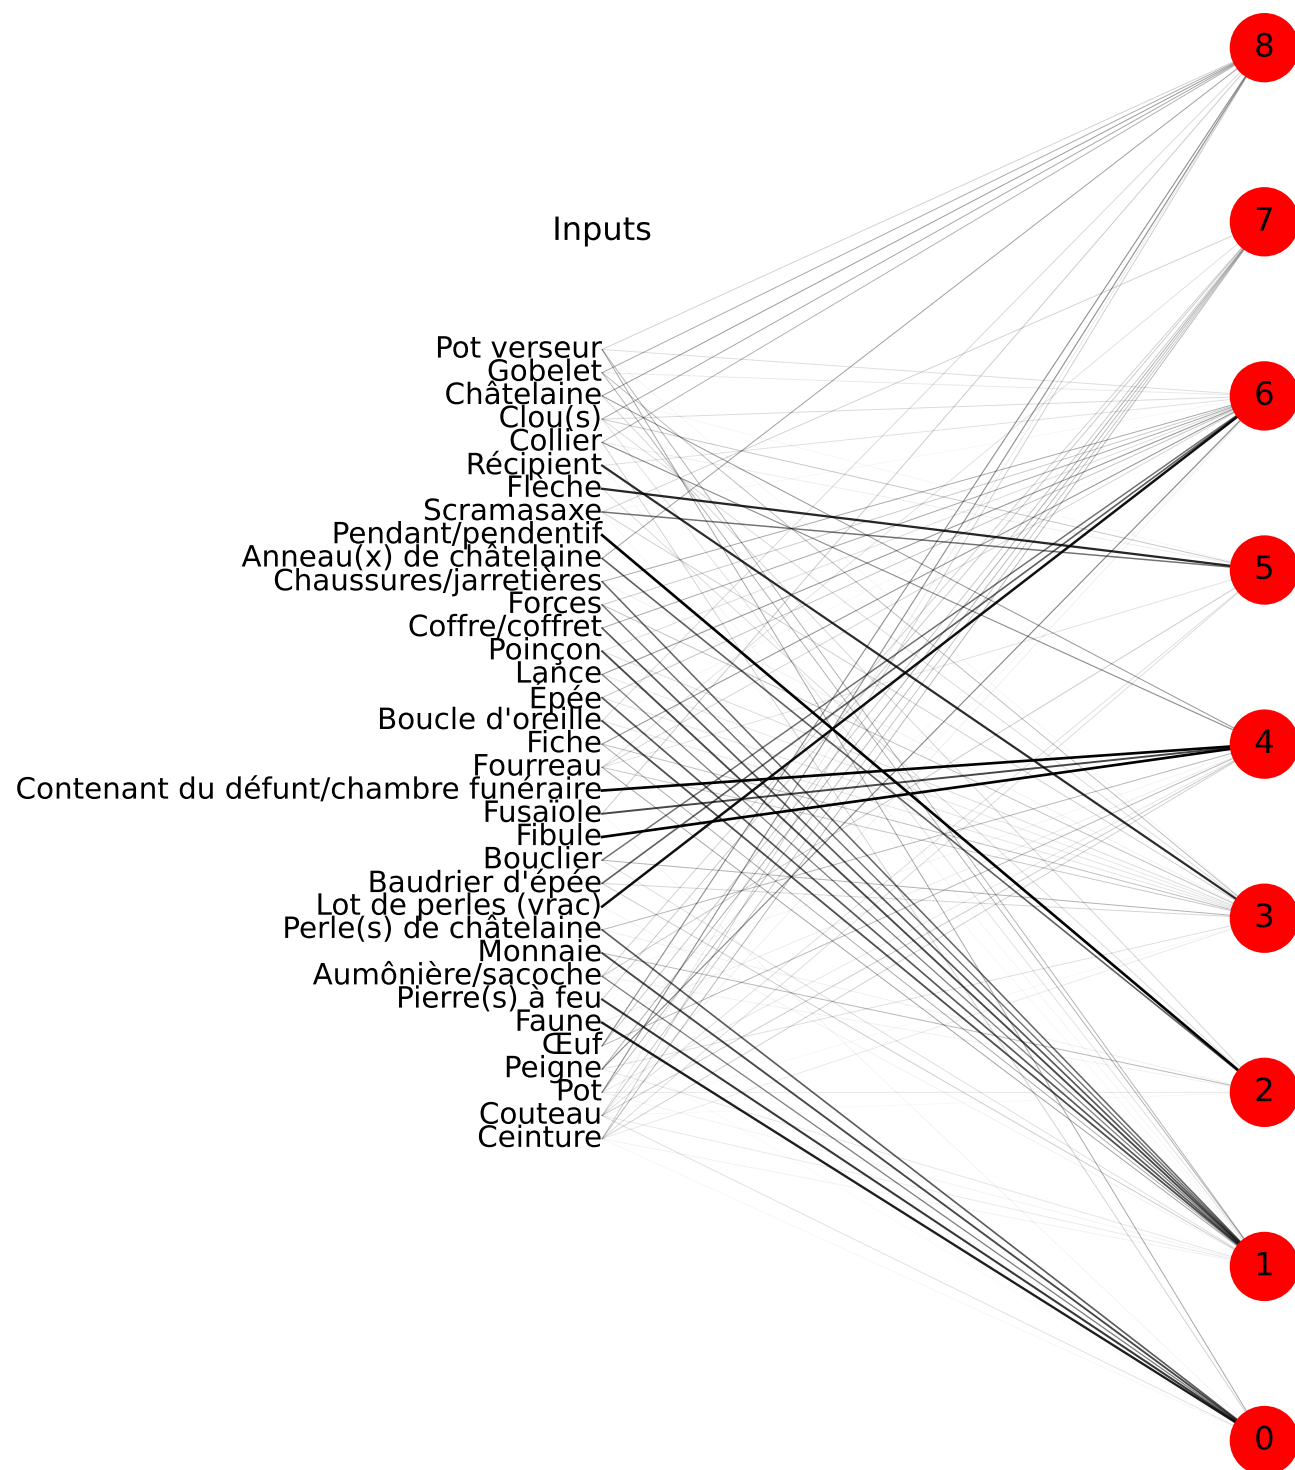 8
7
Inputs
Pot verseur
Gobelet
Châtelaine
6
Clou(s)
Collier
Récipient
Flèche
Scramasaxe
Pendant/pendentif
Anneau(x) de châtelaine
5
Chaussures/jarretières
Forces
Coffre/coffret
Poinçon
Lance
Épée
Boucle d'oreille
Fiche
4
Fourreau
Contenant du défunt/chambre funéraire
Fusaïole
Fibule
Bouclier
Baudrier d'épée
Lot de perles (vrac)
3
Perle(s) de châtelaine
Monnaie
Aumônière/sacoche
Pierre(s) à feu
Faune
Œuf
Peigne
Pot
2
Couteau
Ceinture
1
0